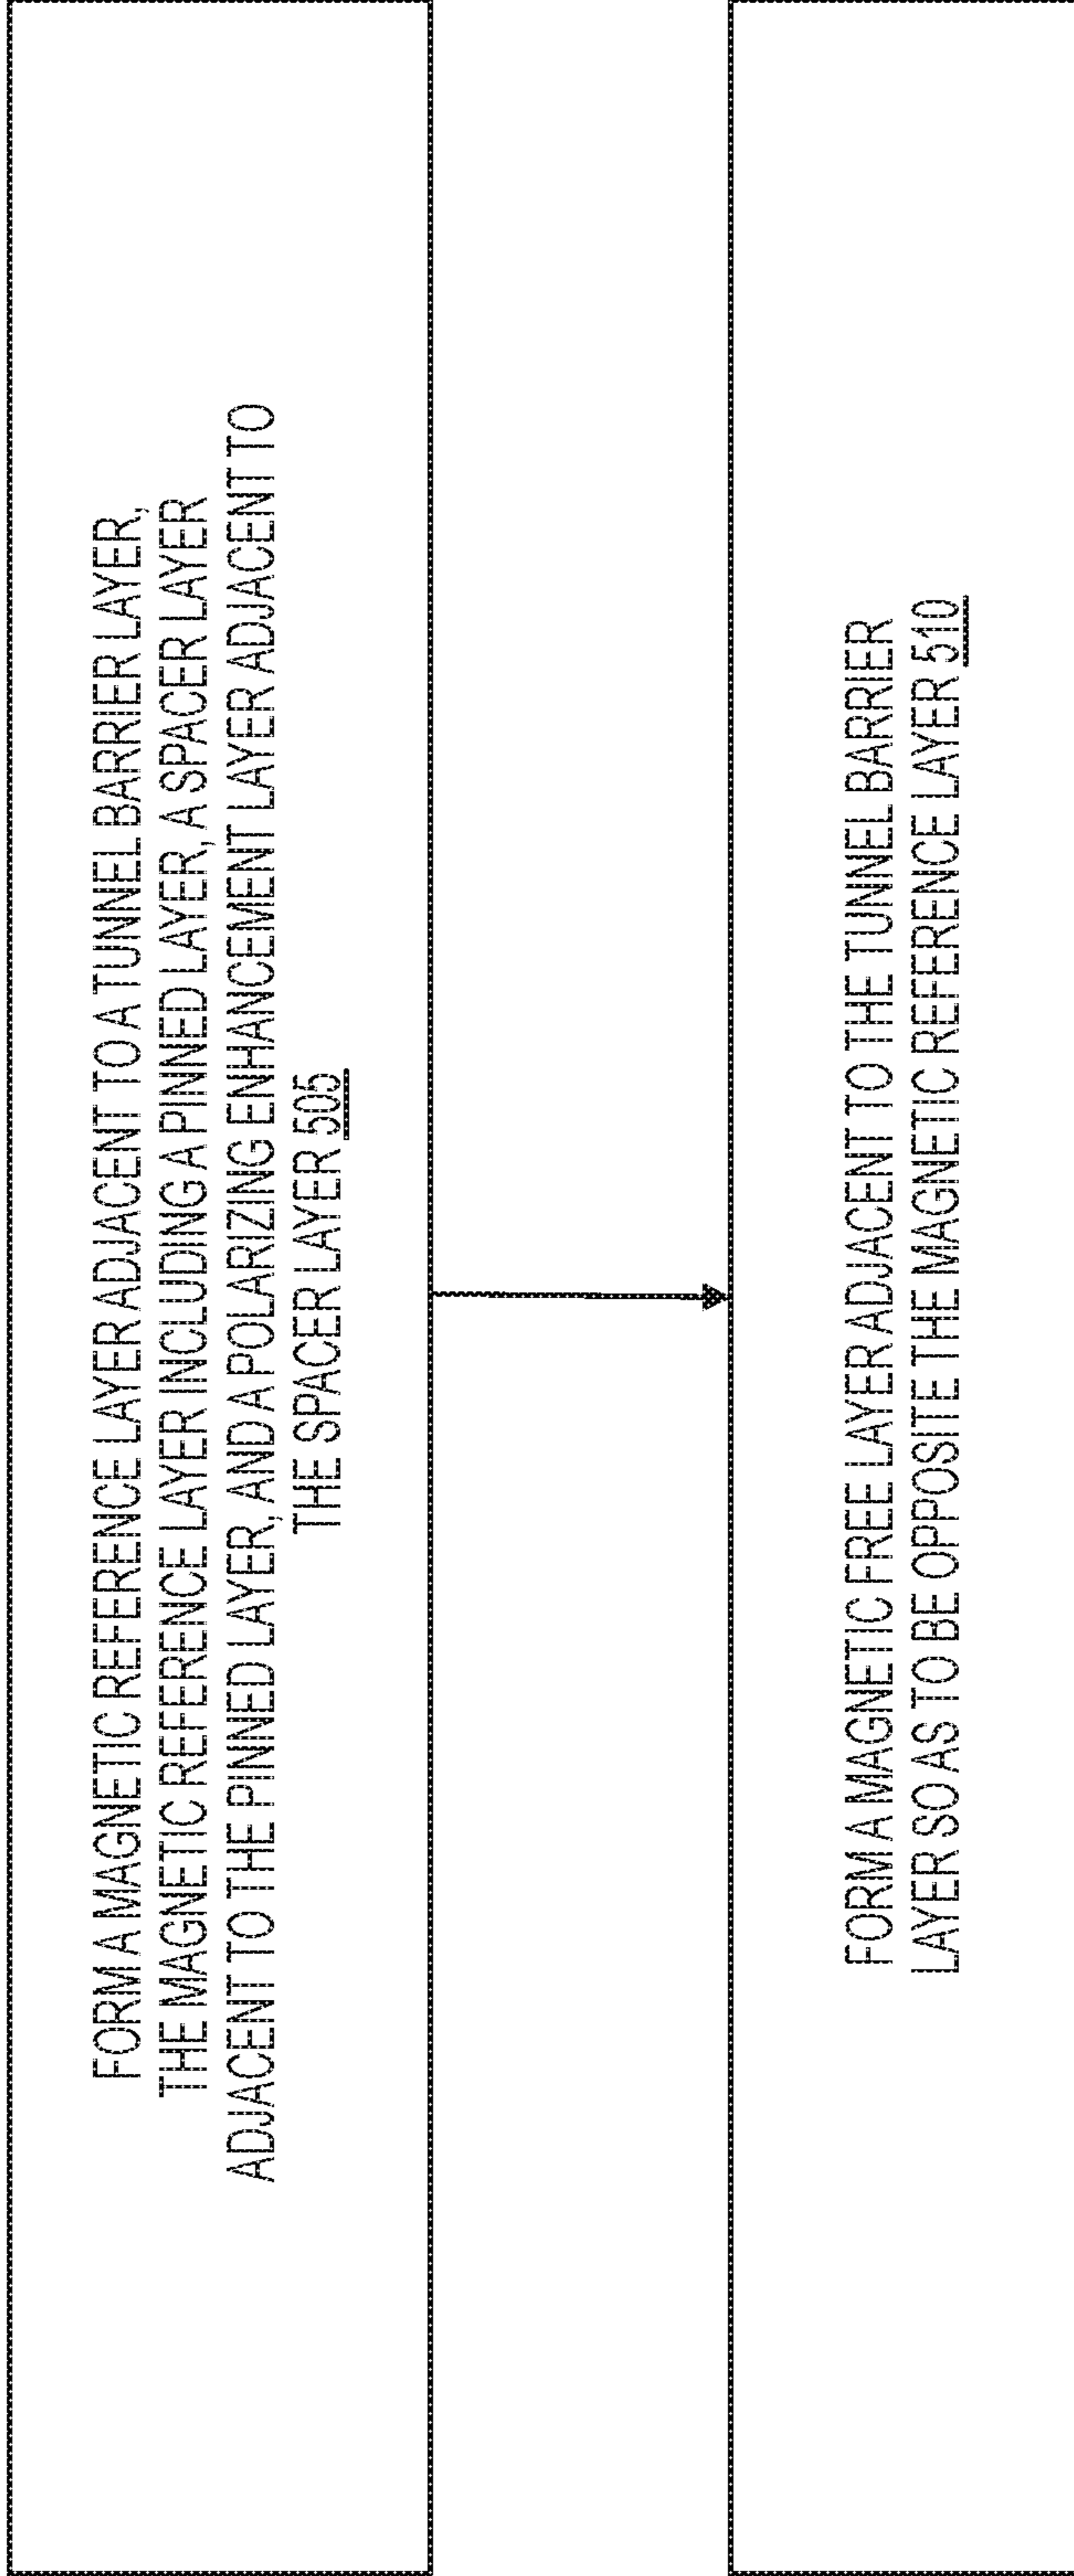 FORM A MAGNETIC REFERENCE LAYER ADJACENT TO A TUNNEL BARRIER LAYER,
THE MAGNETIC REFERENCE LAYER INCLUDING A PINNED LAYER, A SPACER LAYER
ADJACENT TO THE PINNED LAYER, AND A POLARIZING ENHANCEMENT LAYER ADJACENT TO
THE SPACER LAYER 505
FORM A MAGNETIC FREE LAYER ADJACENT TO THE TUNNEL BARRIER
LAYER SO AS TO BE OPPOSITE THE MAGNETIC REFERENCE LAYER 510